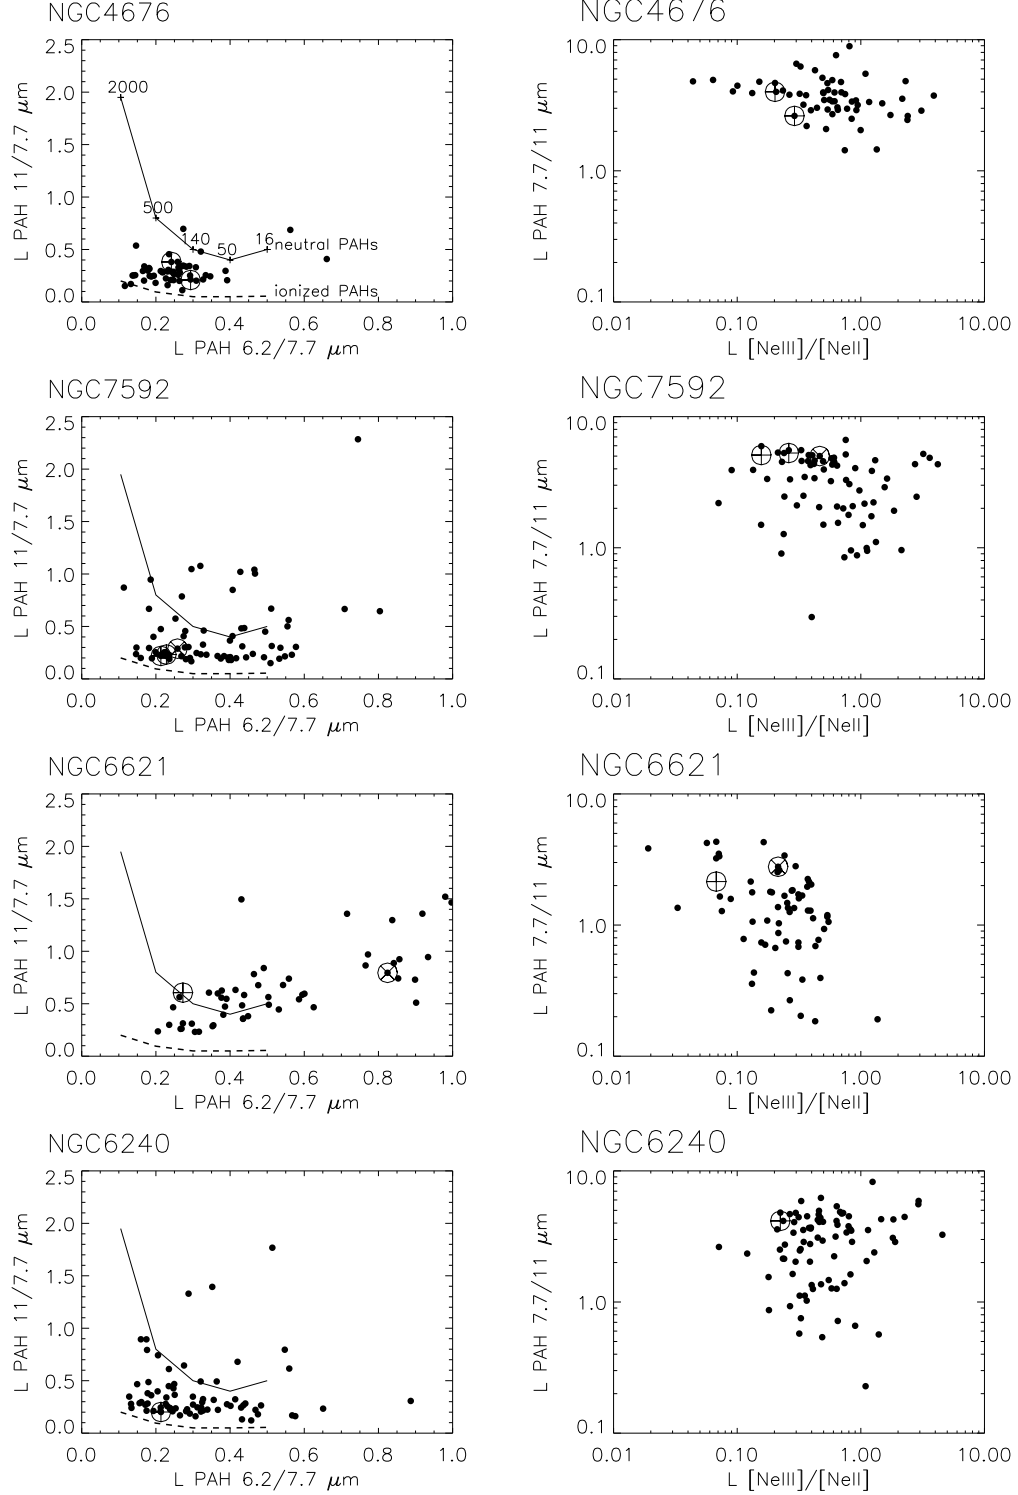 NGC4676
NGC4676
2.5
2.0
1.5
1.0
0.5
0.0
L PAH 11/7.7 μm
2000
500
140
50
16
neutral PAHs
ionized PAHs
0.0 0.2 0.4 0.6 0.8 1.0
L PAH 6.2/7.7 μm
10.0
1.0
0.1
L PAH 7.7/11 μm
0.01 0.10 1.00 10.00
L [NeIII]/[NeII]
NGC7592
NGC7592
2.5
2.0
1.5
1.0
0.5
0.0
L PAH 11/7.7 μm
0.0 0.2 0.4 0.6 0.8 1.0
L PAH 6.2/7.7 μm
10.0
1.0
0.1
L PAH 7.7/11 μm
0.01 0.10 1.00 10.00
L [NeIII]/[NeII]
NGC6621
NGC6621
2.5
2.0
1.5
1.0
0.5
0.0
L PAH 11/7.7 μm
0.0 0.2 0.4 0.6 0.8 1.0
L PAH 6.2/7.7 μm
10.0
1.0
0.1
L PAH 7.7/11 μm
0.01 0.10 1.00 10.00
L [NeIII]/[NeII]
NGC6240
NGC6240
2.5
2.0
1.5
1.0
0.5
0.0
L PAH 11/7.7 μm
0.0 0.2 0.4 0.6 0.8 1.0
L PAH 6.2/7.7 μm
10.0
1.0
0.1
L PAH 7.7/11 μm
0.01 0.10 1.00 10.00
L [NeIII]/[NeII]